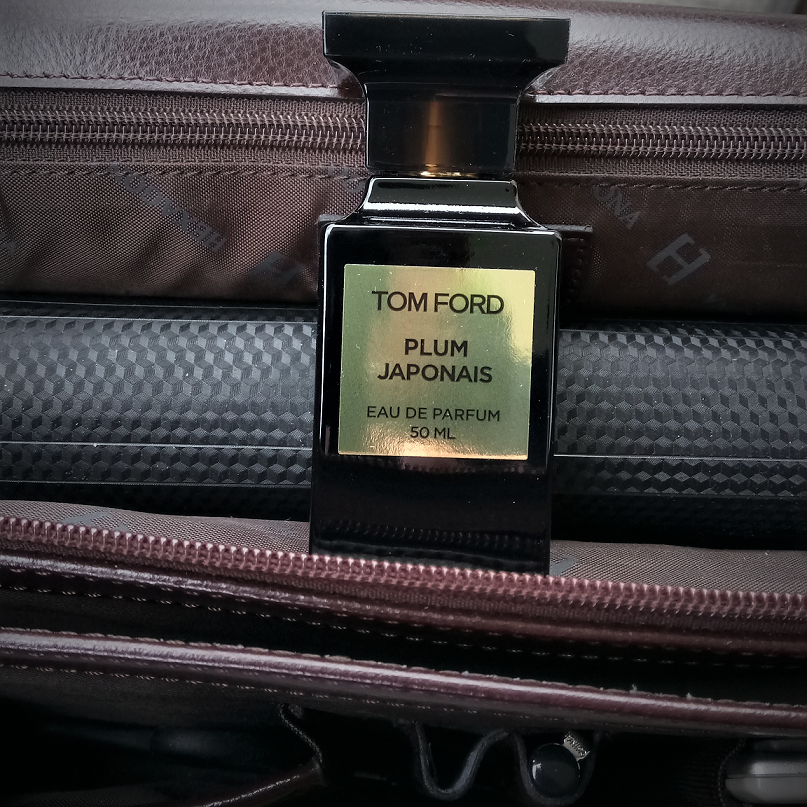 TOM FORD
PLUM
JAPONAIS
EAU DE PARFUM
50 ML
H